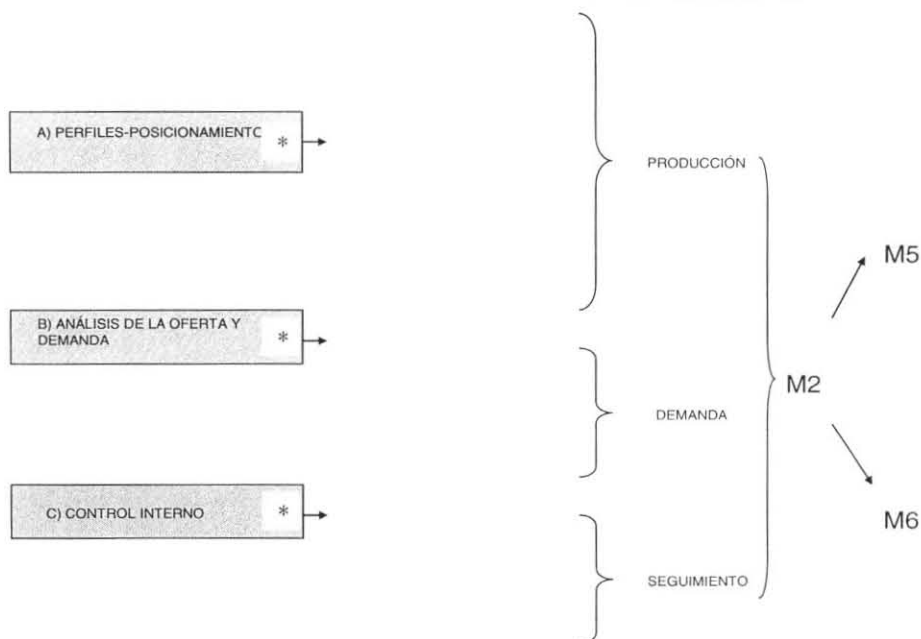 A) PERFILES-POSICIONAMIENTO *
PRODUCCIÓN
M5
B) ANÁLISIS DE LA OFERTA Y
DEMANDA *
M2
DEMANDA
C) CONTROL INTERNO *
M6
SEGUIMIENTO